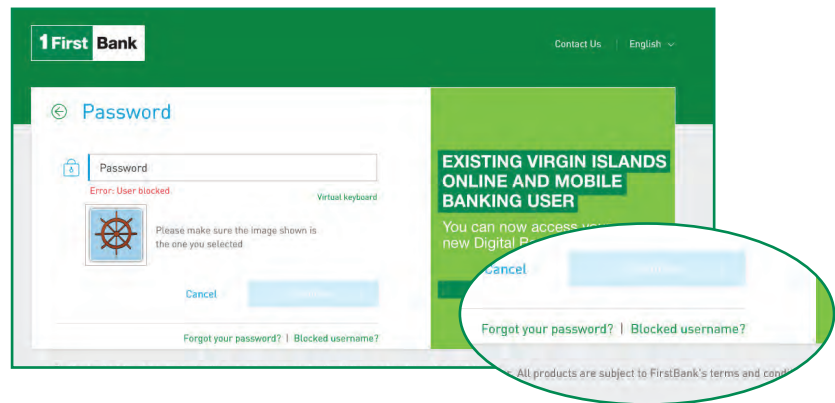 1 First Bank
Contact Us | English
Password
Password
Error: User blocked
Virtual keyboard
Please make sure the image shown is
the one you selected
Cancel
Forgot your password? | Blocked username?
EXISTING VIRGIN ISLANDS
ONLINE AND MOBILE
BANKING USER
You can now access
new Digital
Cancel
Forgot your password? | Blocked username?
All products are subject to FirstBank's terms and